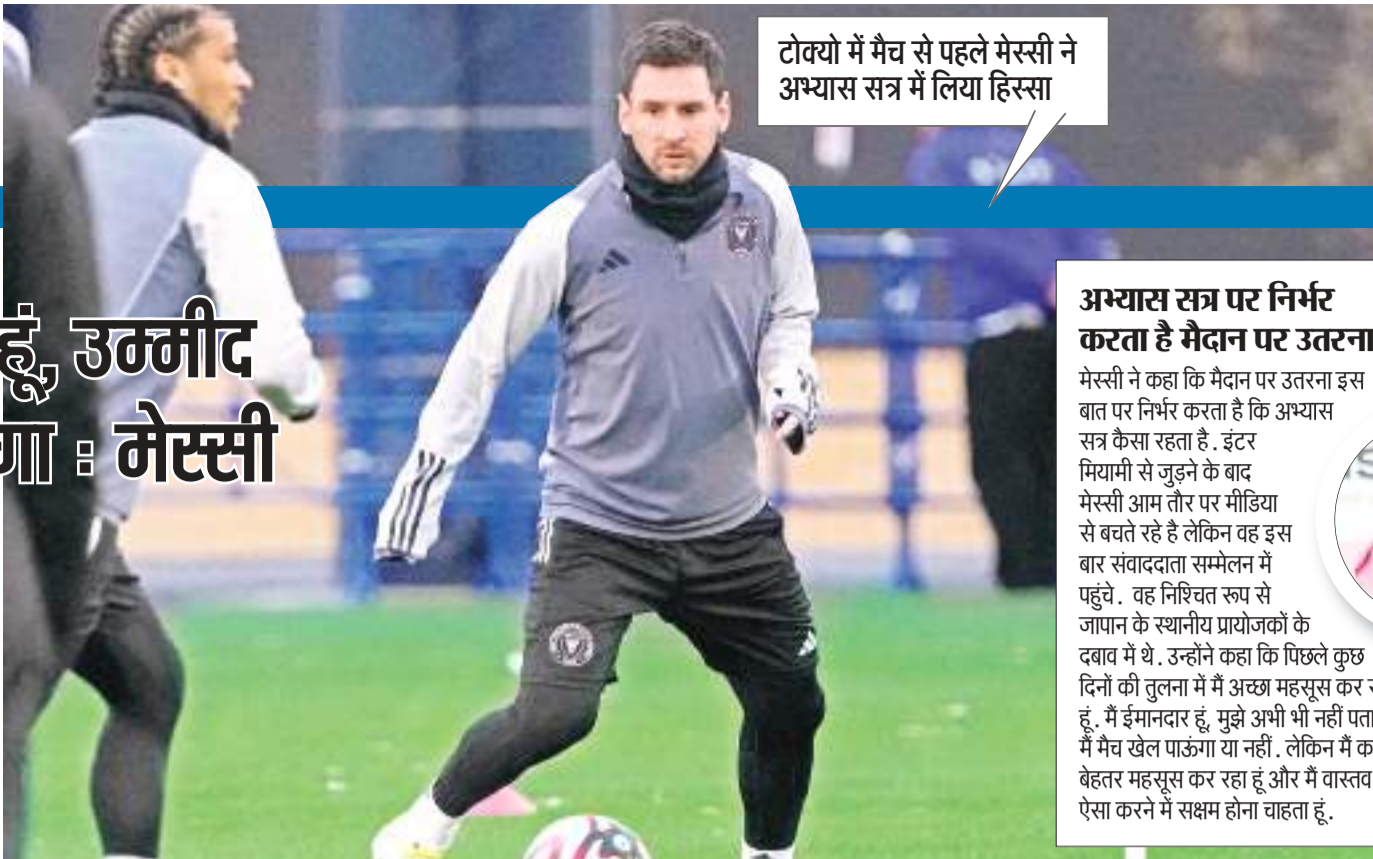 टोक्यो में मैच से पहले मेस्सी ने
अभ्यास सत्र में लिया हिस्सा
हूं, उम्मीद
गा : मेस्सी
अभ्यास सत्र पर निर्भर
करता है मैदान पर उतरना
मेस्सी ने कहा कि मैदान पर उतरना इस
बात पर निर्भर करता है कि अभ्यास
सत्र कैसा रहता है. इंटर
मियामी से जुड़ने के बाद
मेस्सी आम तौर पर मीडिया
से बचते रहे है लेकिन वह इस
बार संवाददाता सम्मेलन में
पहुंचे. वह निश्चित रूप से
जापान के स्थानीय प्रायोजकों के
दबाव में थे. उन्होंने कहा कि पिछले कुछ
दिनों की तुलना में मैं अच्छा महसूस कर
हूं. मैं ईमानदार हूं, मुझे अभी भी नहीं पता
मैं मैच खेल पाऊंगा या नहीं. लेकिन मैं
बेहतर महसूस कर रहा हूं और मैं वास्तव
ऐसा करने में सक्षम होना चाहता हूं.